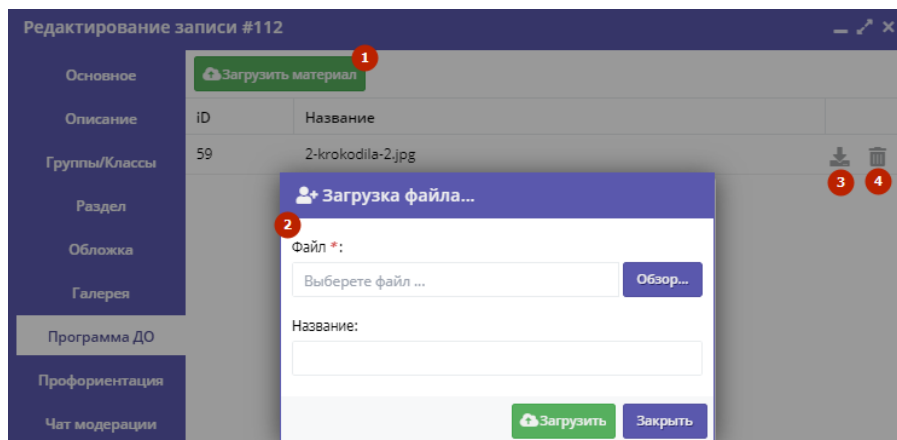 Редактирование записи #112
1
Основное
Загрузить материал
Описание
iD Название
Группы/Классы
59 2-krokodila-2.jpg
3 4
Раздел
Загрузка файла...
2
Обложка
Файл *:
Галерея
Выберете файл ...
Обзор...
Программа ДО
Название:
Профориентация
Чат модерации
Загрузить
Закрыть